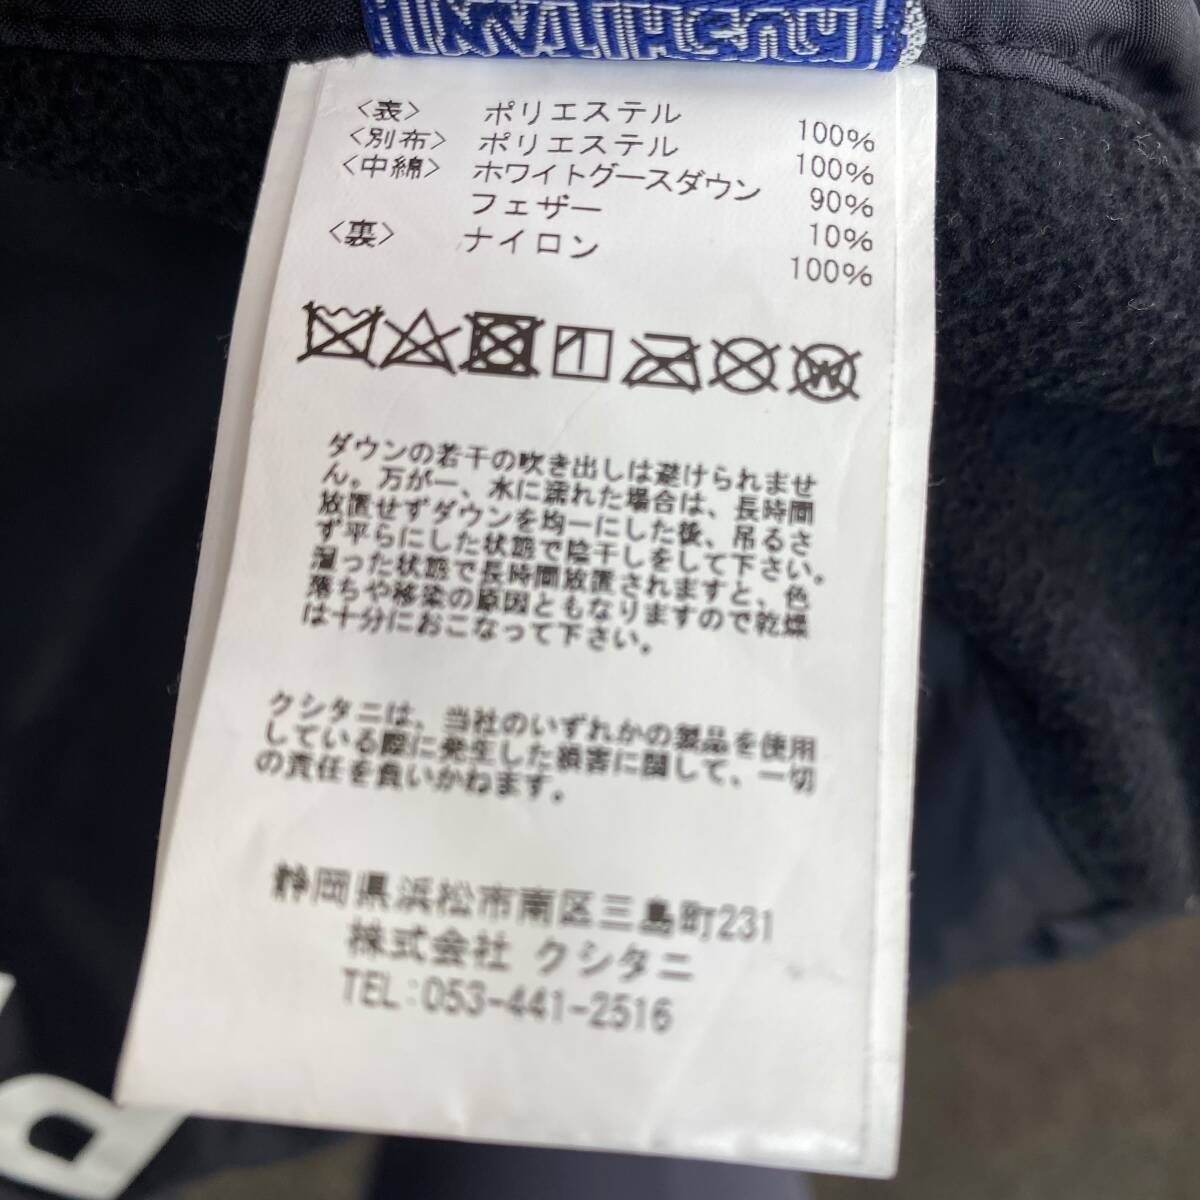 〈表〉 ポリエステル 100%
〈別布〉 ポリエステル 100%
〈中綿〉 ホワイトグースダウン 90%
フェザー 10%
〈裏〉 ナイロン 100%
W
ダウンの若干の吹き出しは避けられませ
ん。万が一、水に濡れた場合は、長時間
放置せずダウンを均一にした後、吊るさ
ず平らにした状態で陰干しをして下さい。
湿った状態で長時間放置されますと、色
落ちや移染の原因ともなりますので乾燥
は十分におこなって下さい。
クシタニは、当社のいずれかの製品を使用
している際に発生した損害に関して、一切
の責任を負いかねます。
静岡県浜松市南区三島町231
株式会社 クシタニ
TEL:053-441-2516